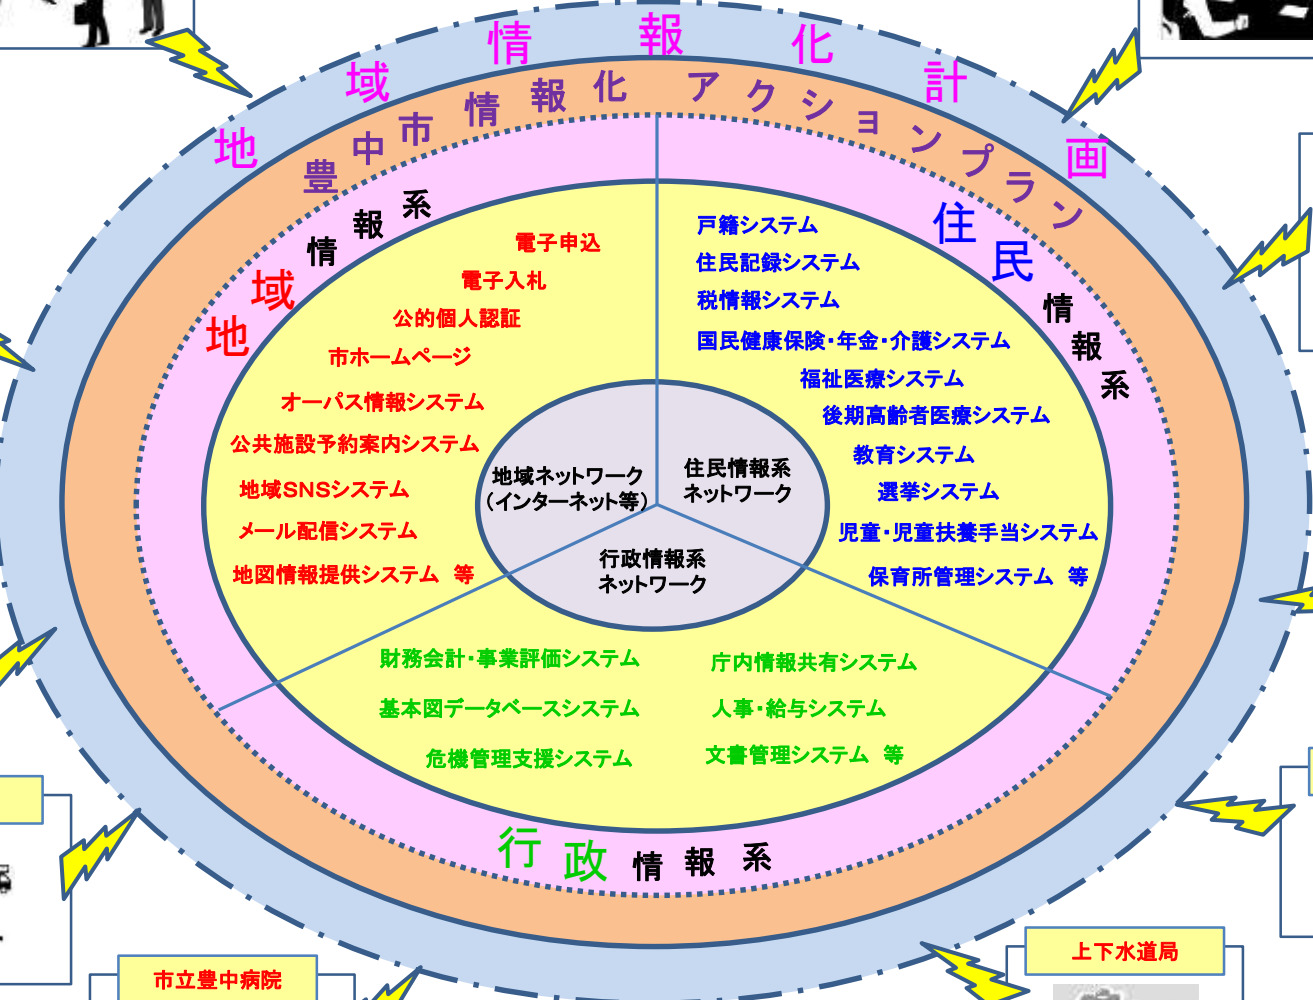 地域情報化計画
豊中市情報化アクションプラン
地域情報系
電子申込
電子入札
公的個人認証
市ホームページ
オーパス情報システム
公共施設予約案内システム
地域SNSシステム
メール配信システム
地図情報提供システム 等
住民情報系
戸籍システム
住民記録システム
税情報システム
国民健康保険・年金・介護システム
福祉医療システム
後期高齢者医療システム
教育システム
選挙システム
児童・児童扶養手当システム
保育所管理システム 等
地域ネットワーク
(インターネット等)
住民情報系
ネットワーク
行政情報系
ネットワーク
財務会計・事業評価システム
基本図データベースシステム
危機管理支援システム
庁内情報共有システム
人事・給与システム
文書管理システム 等
行政情報系
市立豊中病院
上下水道局